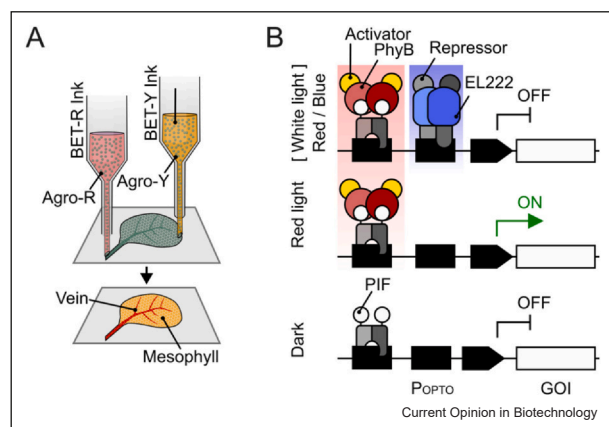 A
BET-R Ink
BET-Y Ink
Agro-R
Agro-Y
Vein
Mesophyll
B
Activator
PhyB
Repressor
EL222
[ White light ]
Red / Blue
OFF
Red light
ON
PIF
Dark
OFF
POPTO
GOI
Current Opinion in Biotechnology